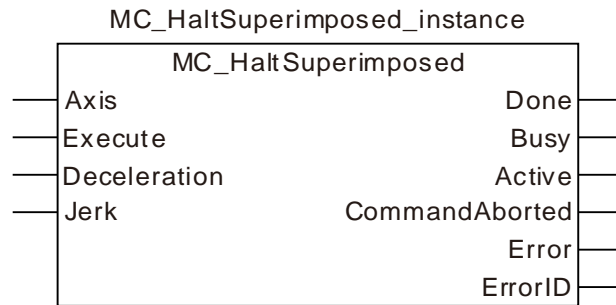 MC_HaltSuperimposed_instance
MC_HaltSuperimposed
Axis Done
Execute Busy
Deceleration Active
Jerk CommandAborted
Error
ErrorID